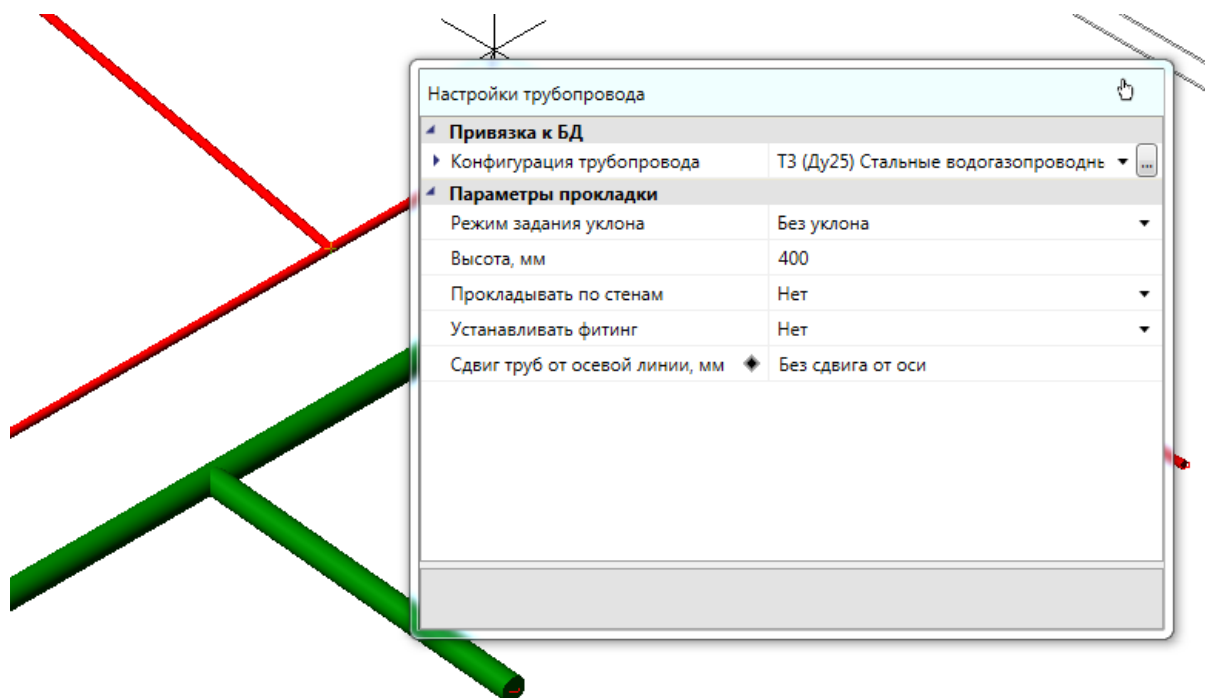 Настройки трубопровода
Привязка к БД
Конфигурация трубопровода Т3 (Ду25) Стальные водогазопроводнь ...
Параметры прокладки
Режим задания уклона Без уклона
Высота, мм 400
Прокладывать по стенам Нет
Устанавливать фитинг Нет
Сдвиг труб от осевой линии, мм Без сдвига от оси